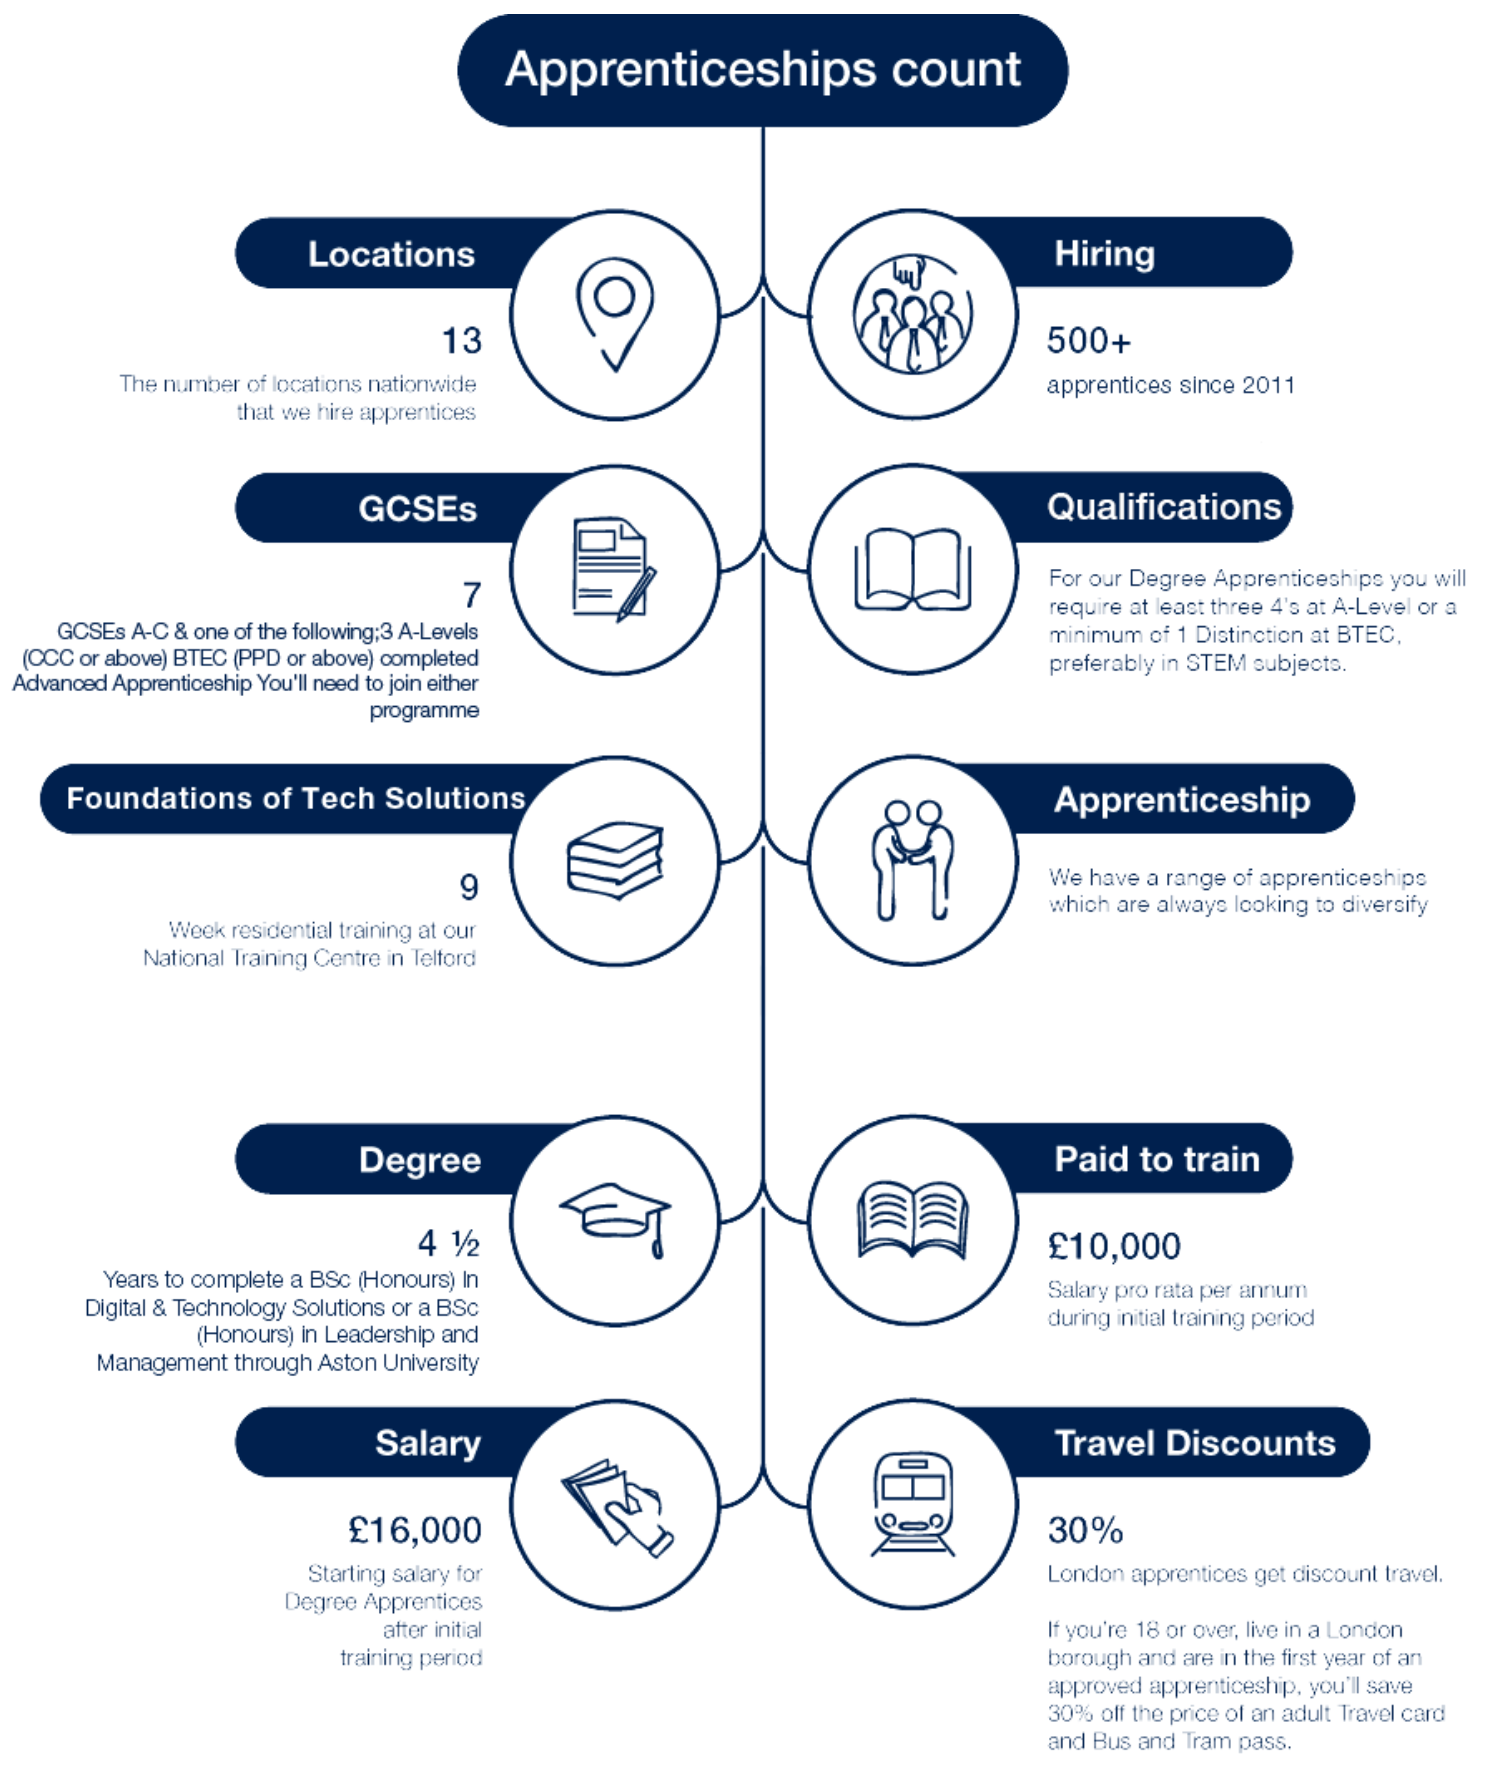 Apprenticeships count
Locations
13
The number of locations nationwide
that we hire apprentices
Hiring
500+
apprentices since 2011
GCSEs
7
GCSEs A-C & one of the following;3 A-Levels
(CCC or above) BTEC (PPD or above) completed
Advanced Apprenticeship You'll need to join either
programme
Qualifications
For our Degree Apprenticeships you will
require at least three 4's at A-Level or a
minimum of 1 Distinction at BTEC,
preferably in STEM subjects.
Foundations of Tech Solutions
9
Week residential training at our
National Training Centre in Telford
Apprenticeship
We have a range of apprenticeships
which are always looking to diversify
Degree
4 ½
Years to complete a BSc (Honours) In
Digital & Technology Solutions or a BSc
(Honours) in Leadership and
Management through Aston University
Paid to train
£10,000
Salary pro rata per annum
during initial training period
Salary
£16,000
Starting salary for
Degree Apprentices
after initial
training period
Travel Discounts
30%
London apprentices get discount travel.
If you're 18 or over, live in a London
borough and are in the first year of an
approved apprenticeship, you'll save
30% off the price of an adult Travel card
and Bus and Tram pass.